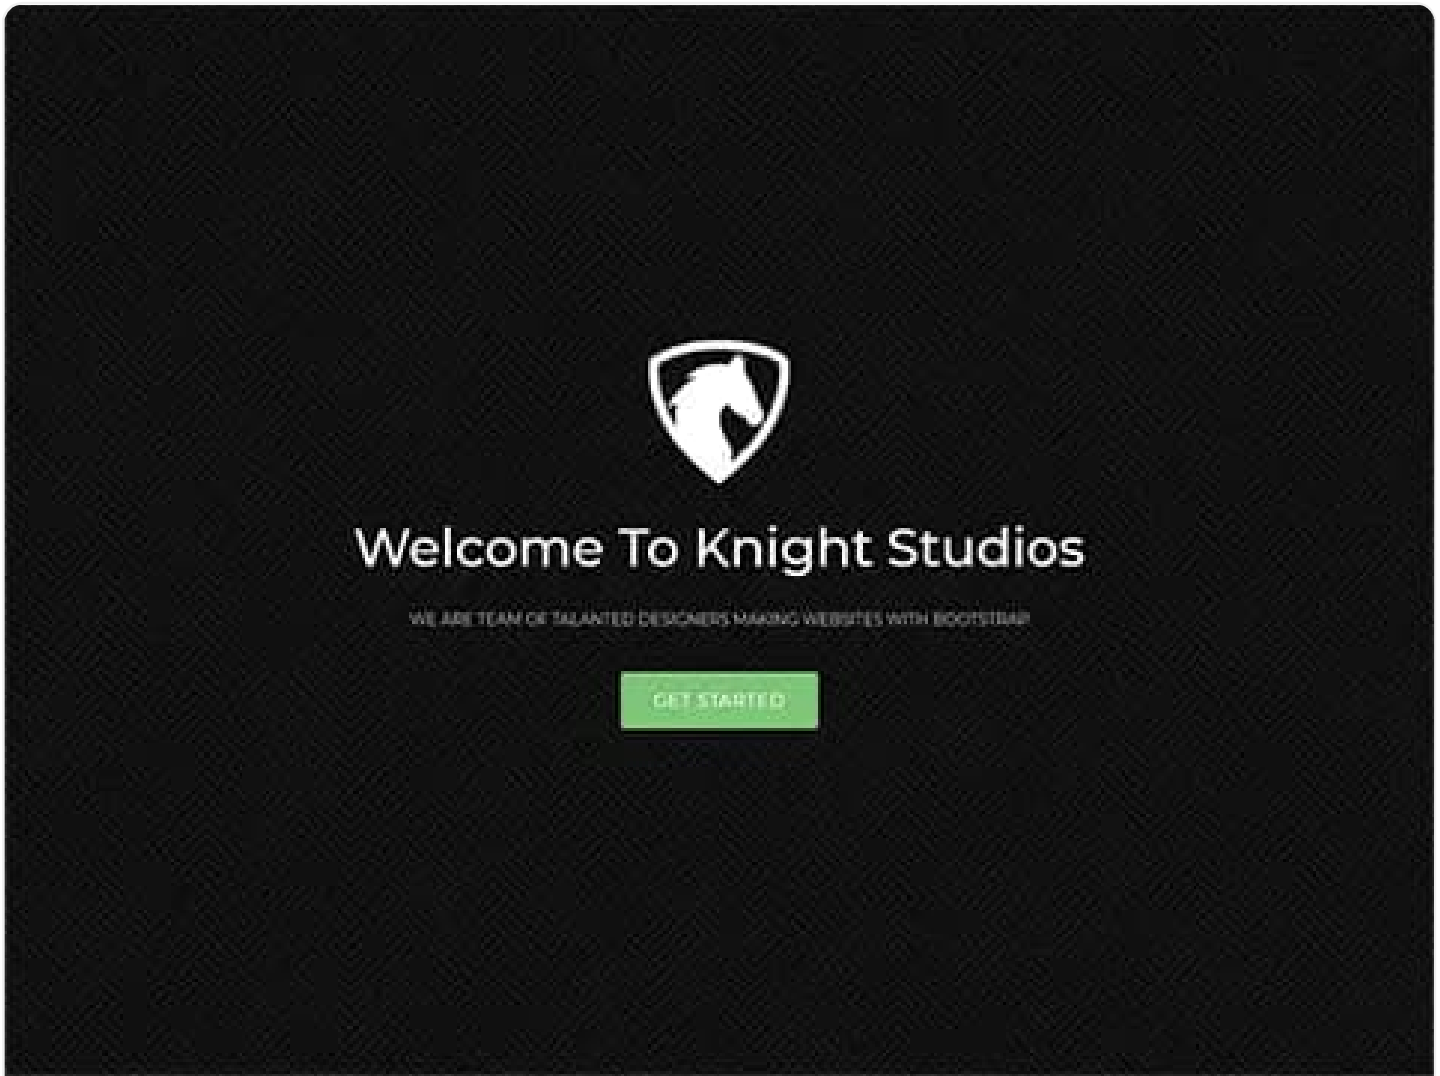 Welcome To Knight Studios
WE ARE TEAM OF TALANTED DESIGNERS MAKING WEBSITES WITH BOOTSTRAP
GET STARTED